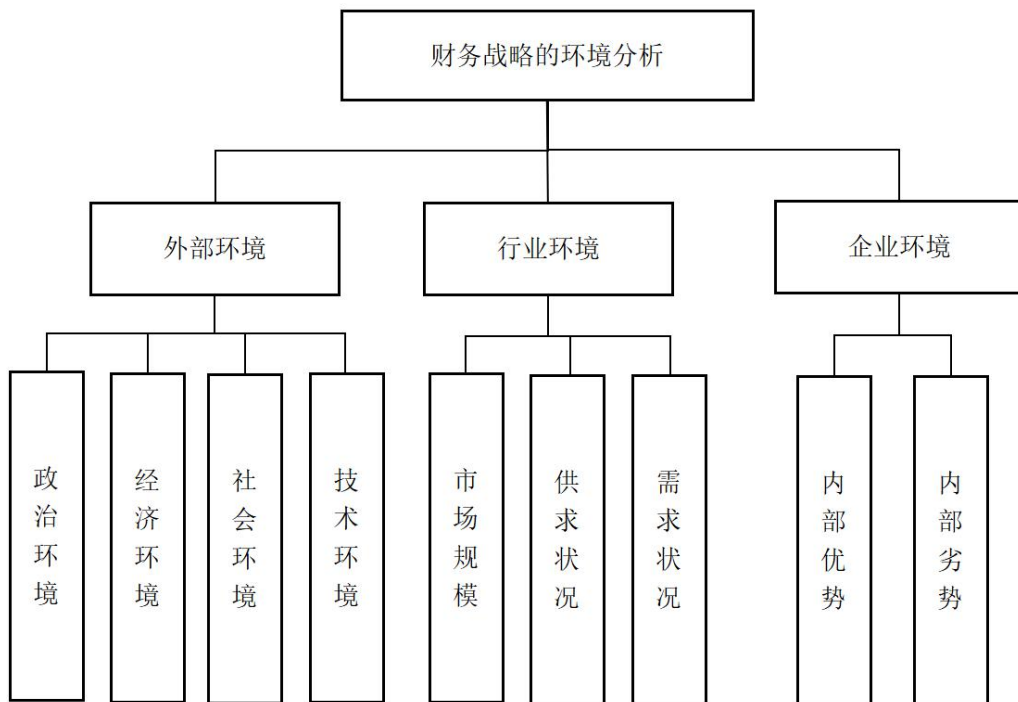 财务战略的环境分析
外部环境
行业环境
企业环境
政治环境
经济环境
社会环境
技术环境
市场规模
供求状况
需求状况
内部优势
内部劣势